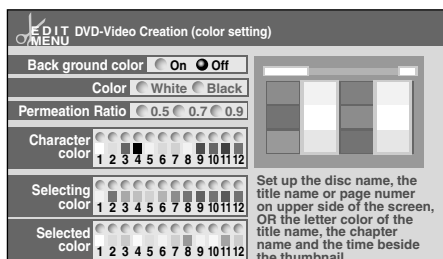 EDIT MENU DVD-Video Creation (color setting)
Back ground color On Off
Color White Black
Permeation Ratio 0.5 0.7 0.9
Character color 1 2 3 4 5 6 7 8 9 10 11 12
Selecting color 1 2 3 4 5 6 7 8 9 10 11 12
Selected color 1 2 3 4 5 6 7 8 9 10 11 12
Set up the disc name, the
title name or page numer
on upper side of the screen,
OR the letter color of the
title name, the chapter
name and the time beside
the thumbnail.